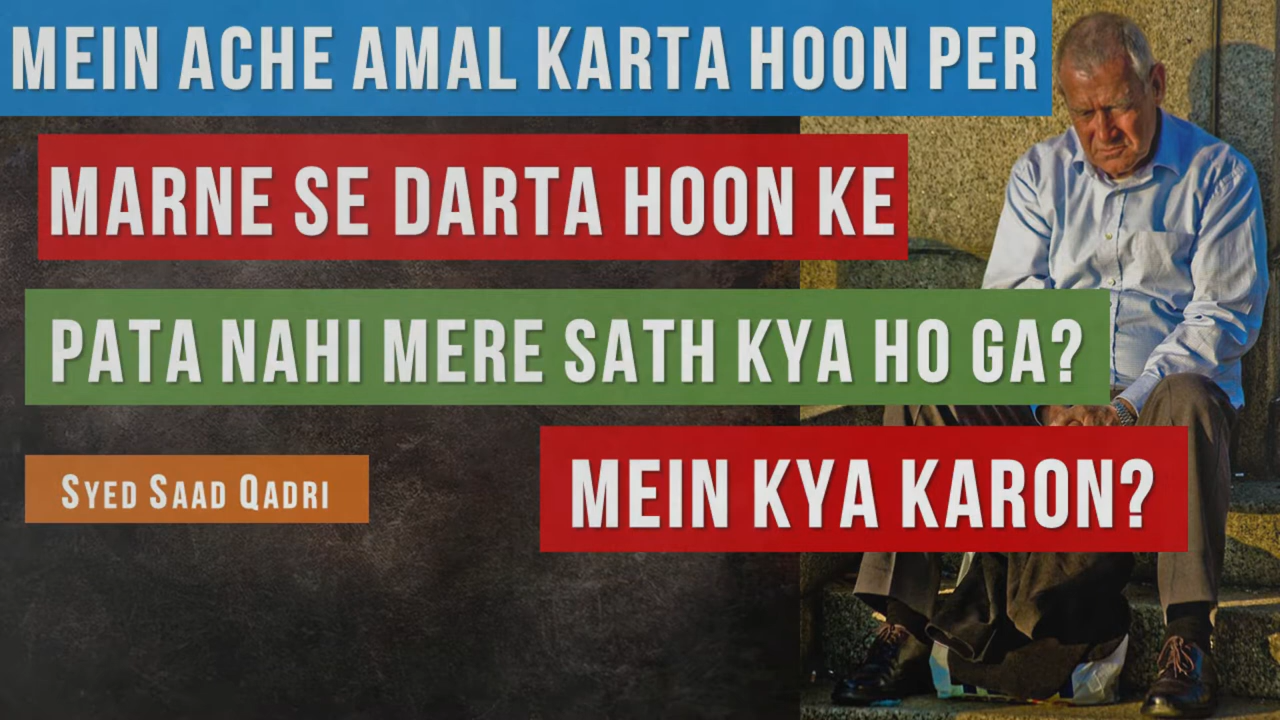 MEIN ACHE AMAL KARTA HOON PER
MARNE SE DARTA HOON KE
PATA NAHI MERE SATH KYA HO GA?
MEIN KYA KARON?
SYED SAAD QADRI